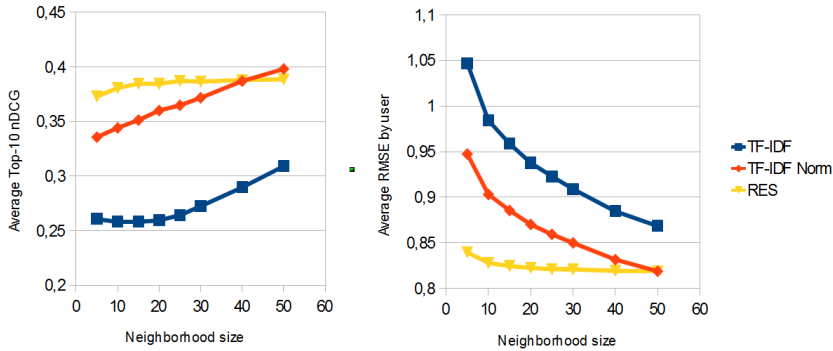 0,45
0,4
0,35
0,3
0,25
0,2
0 10 20 30 40 50 60
Neighborhood size
Average Top-10 nDCG
1,1
1,05
1
0,95
0,9
0,85
0,8
0 10 20 30 40 50 60
Neighborhood size
Average RMSE by user
TF-IDF
TF-IDF Norm
RES